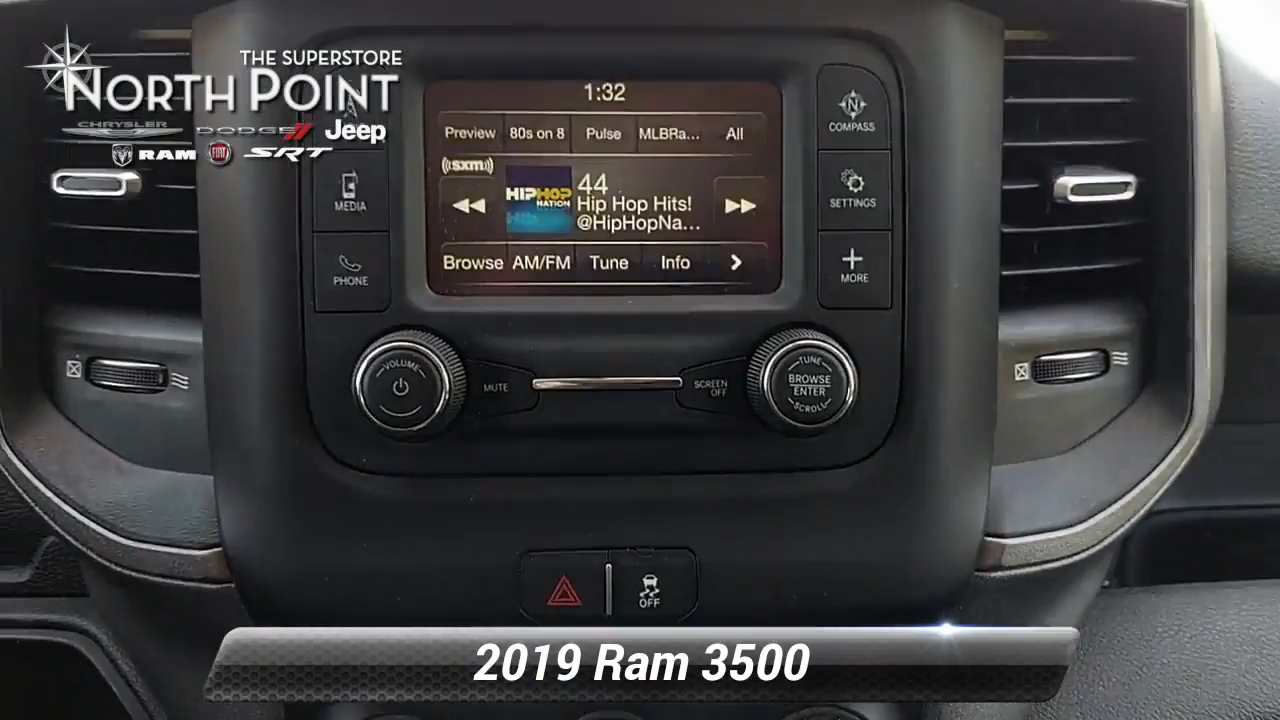 THE SUPERSTORE
NORTH POINT
CHRYSLER DODGE Jeep
RAM FIAT SRT
1:32
Preview 80s on 8 Pulse MLBRa... All
((sxm))
HIPHOP NATION
44
Hip Hop Hits!
@HipHopNa...
Browse AM/FM Tune Info
MEDIA
PHONE
N
COMPASS
SETTINGS
MORE
VOLUME
MUTE
SCREEN OFF
TUNE
BROWSE
ENTER
SCROLL
OFF
2019 Ram 3500